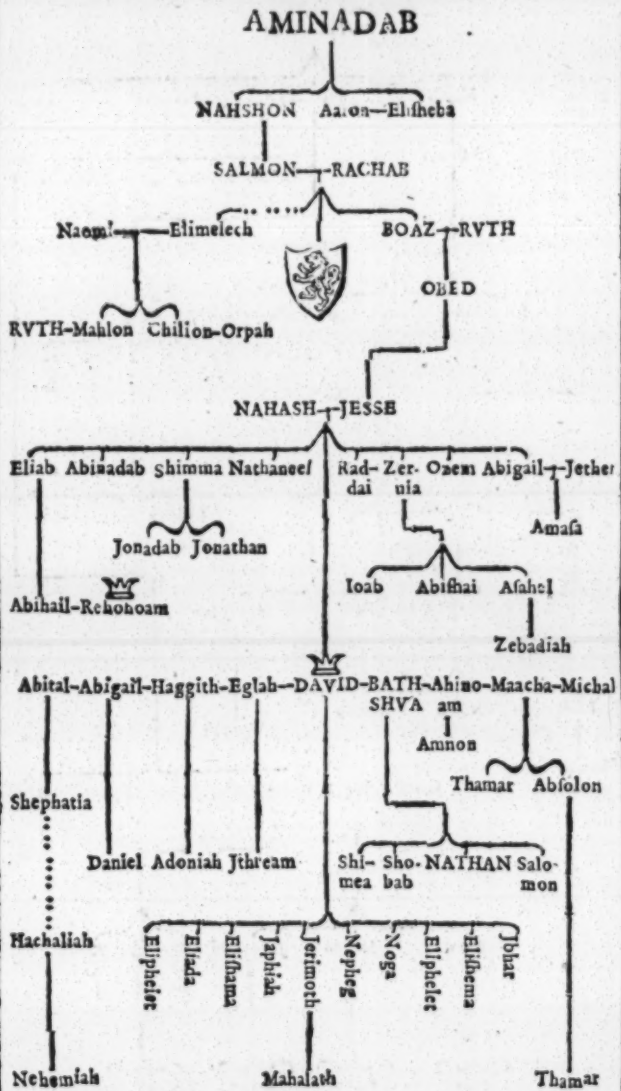 AMINADAB
NAHSHON Aaron-Elisheba
SALMON-RACHAB
Naomi-Elimelech BOAZ-RVTH
OBED
RVTH-Mahlon Chilion-Orpah
NAHASH-JESSE
Eliab Abinadab Shimma Nathaneel Rad- Zer- Ozem Abigail-Jether
dai uia
Amaſa
Jonadab Jonathan
Ioab Abiſhai Aſahel
Abihail-Rehoboam
Zebadiah
Abital-Abigail-Haggith-Eglah-DAVID-BATH-Ahino-Maacha-Michal
SHVA am
Amnon
Thamar Abſolon
Shephatia
Daniel Adoniah Jthream Shi- Sho- NATHAN Salo-
mea bab mon
Hachaliah
Eliphelet
Eliada
Eliſhama
Japhiah
Jerimoth
Nepheg
Noga
Eliphelet
Eliſhema
Jbhar
Nehemiah Mahalath Thamar